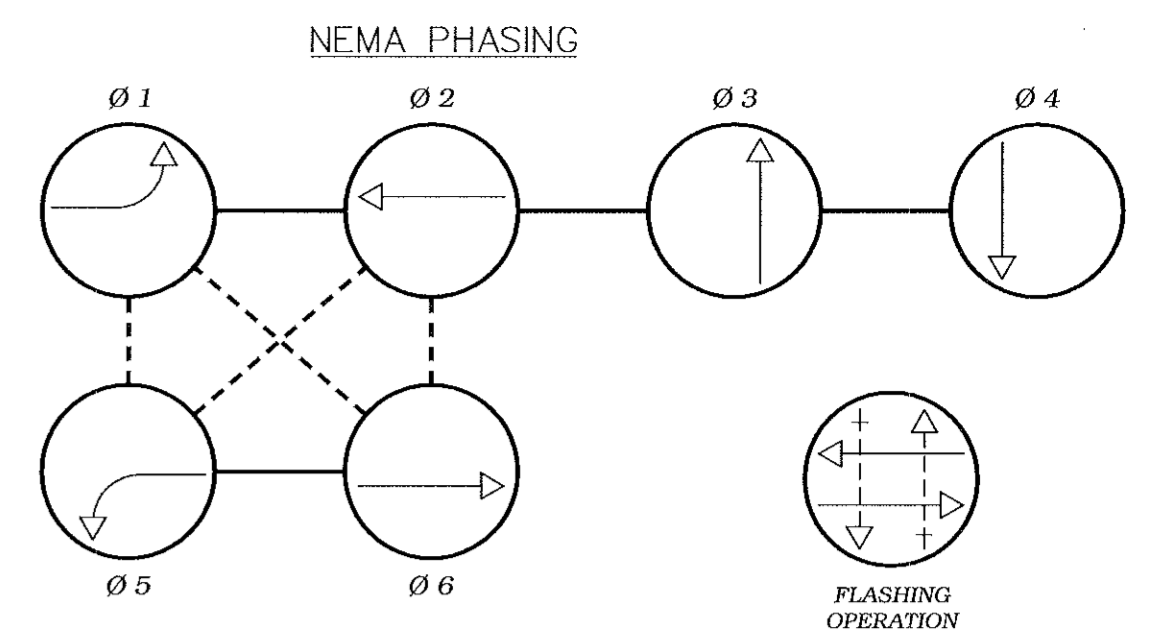 NEMA PHASING
Ø 1
Ø 2
Ø 3
Ø 4
Ø 5
Ø 6
FLASHING
OPERATION